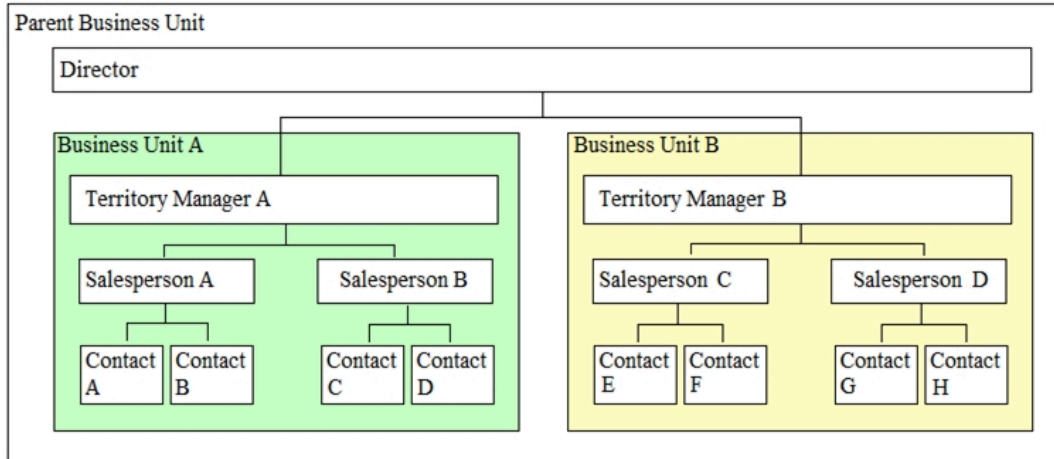 Parent Business Unit
Director
Business Unit A
Business Unit B
Territory Manager A
Territory Manager B
Salesperson A
Salesperson B
Salesperson C
Salesperson D
Contact
A
Contact
B
Contact
C
Contact
D
Contact
E
Contact
F
Contact
G
Contact
H